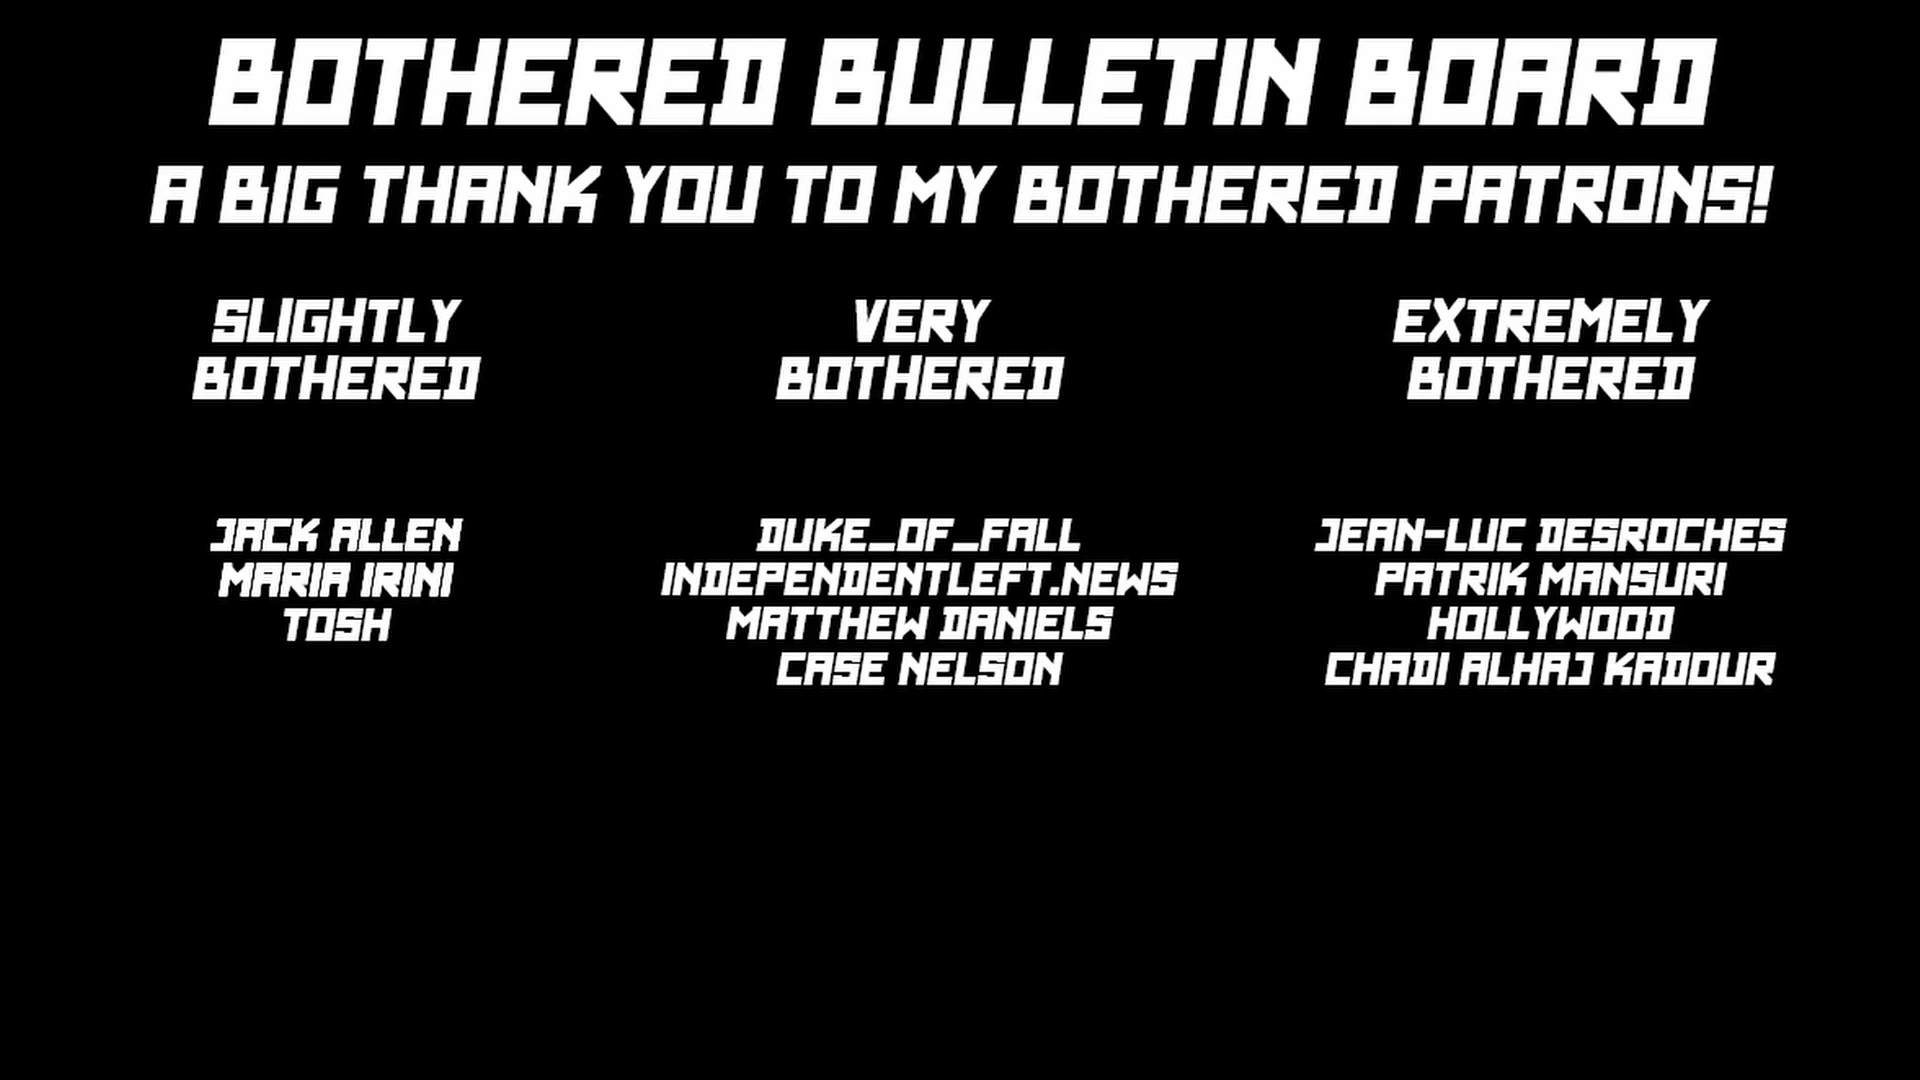 BOTHERED BULLETIN BOARD
A BIG THANK YOU TO MY BOTHERED PATRONS!
SLIGHTLY
BOTHERED
JACK ALLEN
MARIA IRINI
TOSH
VERY
BOTHERED
DUKE_OF_FALL
INDEPENDENTLEFT.NEWS
MATTHEW DANIELS
CASE NELSON
EXTREMELY
BOTHERED
JEAN-LUC DESROCHES
PATRIK MANSURI
HOLLYWOOD
CHADI ALHAJ KADOUR